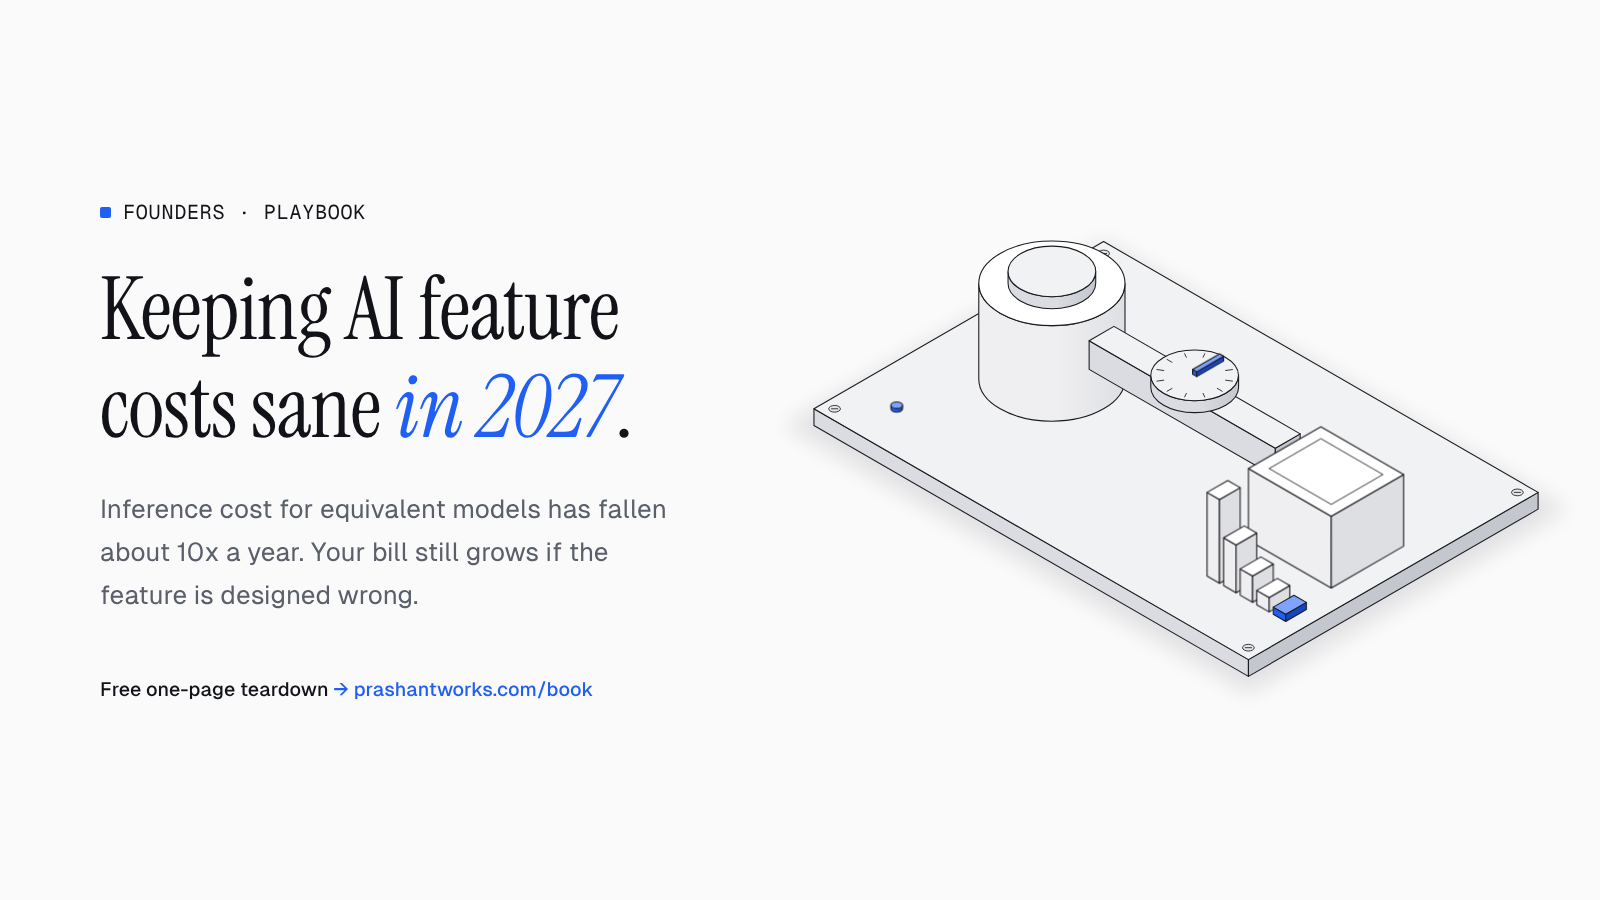 FOUNDERS · PLAYBOOK
Keeping AI feature
costs sane in 2027.
Inference cost for equivalent models has fallen
about 10x a year. Your bill still grows if the
feature is designed wrong.
Free one-page teardown → prashantworks.com/book